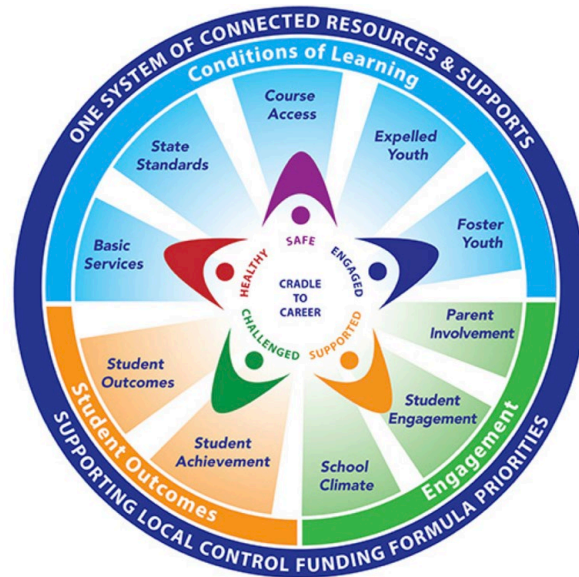 ONE SYSTEM OF CONNECTED RESOURCES & SUPPORTS
Conditions of Learning
Course
Access
State
Standards
Expelled
Youth
Basic
Services
Foster
Youth
SAFE
HEALTHY
ENGAGED
CRADLE
TO
CAREER
CHALLENGED
SUPPORTED
Parent
Involvement
Student
Outcomes
Student
Engagement
Student
Achievement
School
Climate
Student Outcomes
Engagement
SUPPORTING LOCAL CONTROL FUNDING FORMULA PRIORITIES